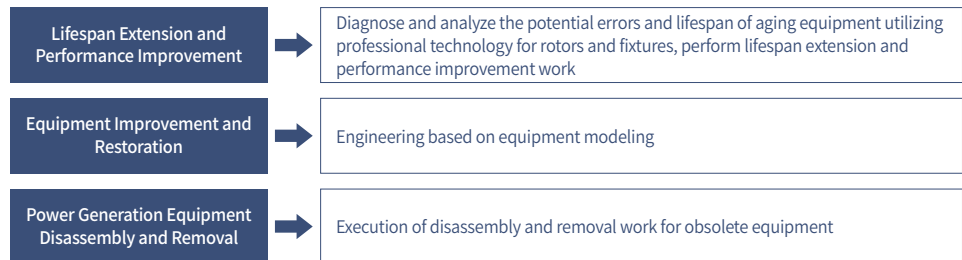 Lifespan Extension and
Performance Improvement
Diagnose and analyze the potential errors and lifespan of aging equipment utilizing
professional technology for rotors and fixtures, perform lifespan extension and
performance improvement work
Equipment Improvement and
Restoration
Engineering based on equipment modeling
Power Generation Equipment
Disassembly and Removal
Execution of disassembly and removal work for obsolete equipment